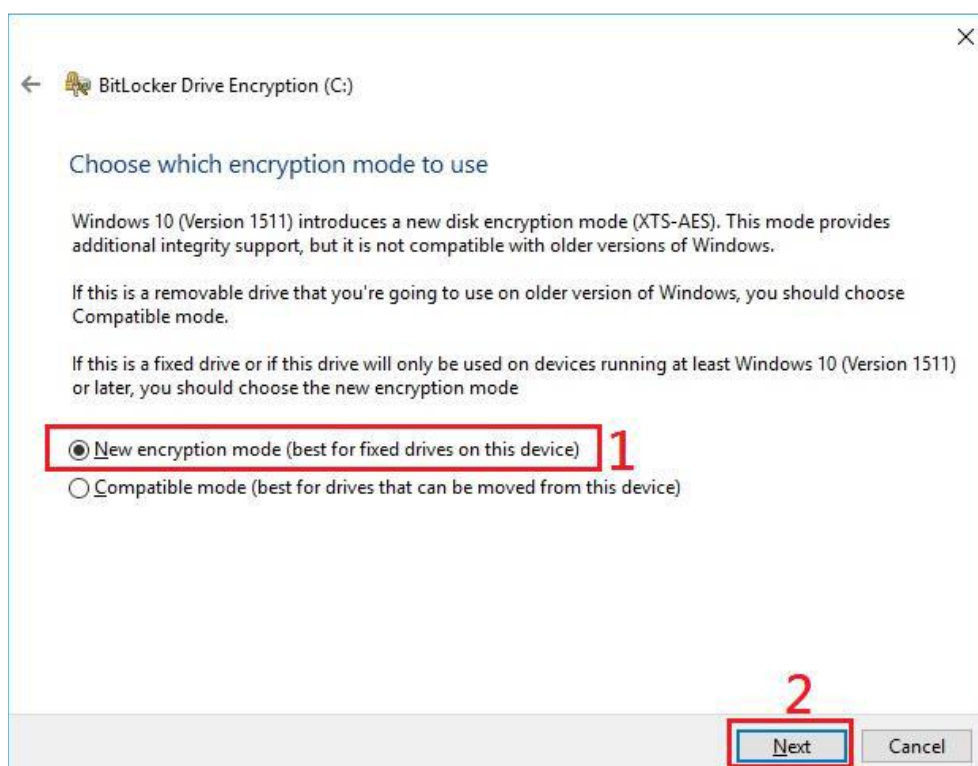 BitLocker Drive Encryption (C:)
Choose which encryption mode to use
Windows 10 (Version 1511) introduces a new disk encryption mode (XTS-AES). This mode provides
additional integrity support, but it is not compatible with older versions of Windows.
If this is a removable drive that you're going to use on older version of Windows, you should choose
Compatible mode.
If this is a fixed drive or if this drive will only be used on devices running at least Windows 10 (Version 1511)
or later, you should choose the new encryption mode
New encryption mode (best for fixed drives on this device) 1
Compatible mode (best for drives that can be moved from this device)
2
Next Cancel